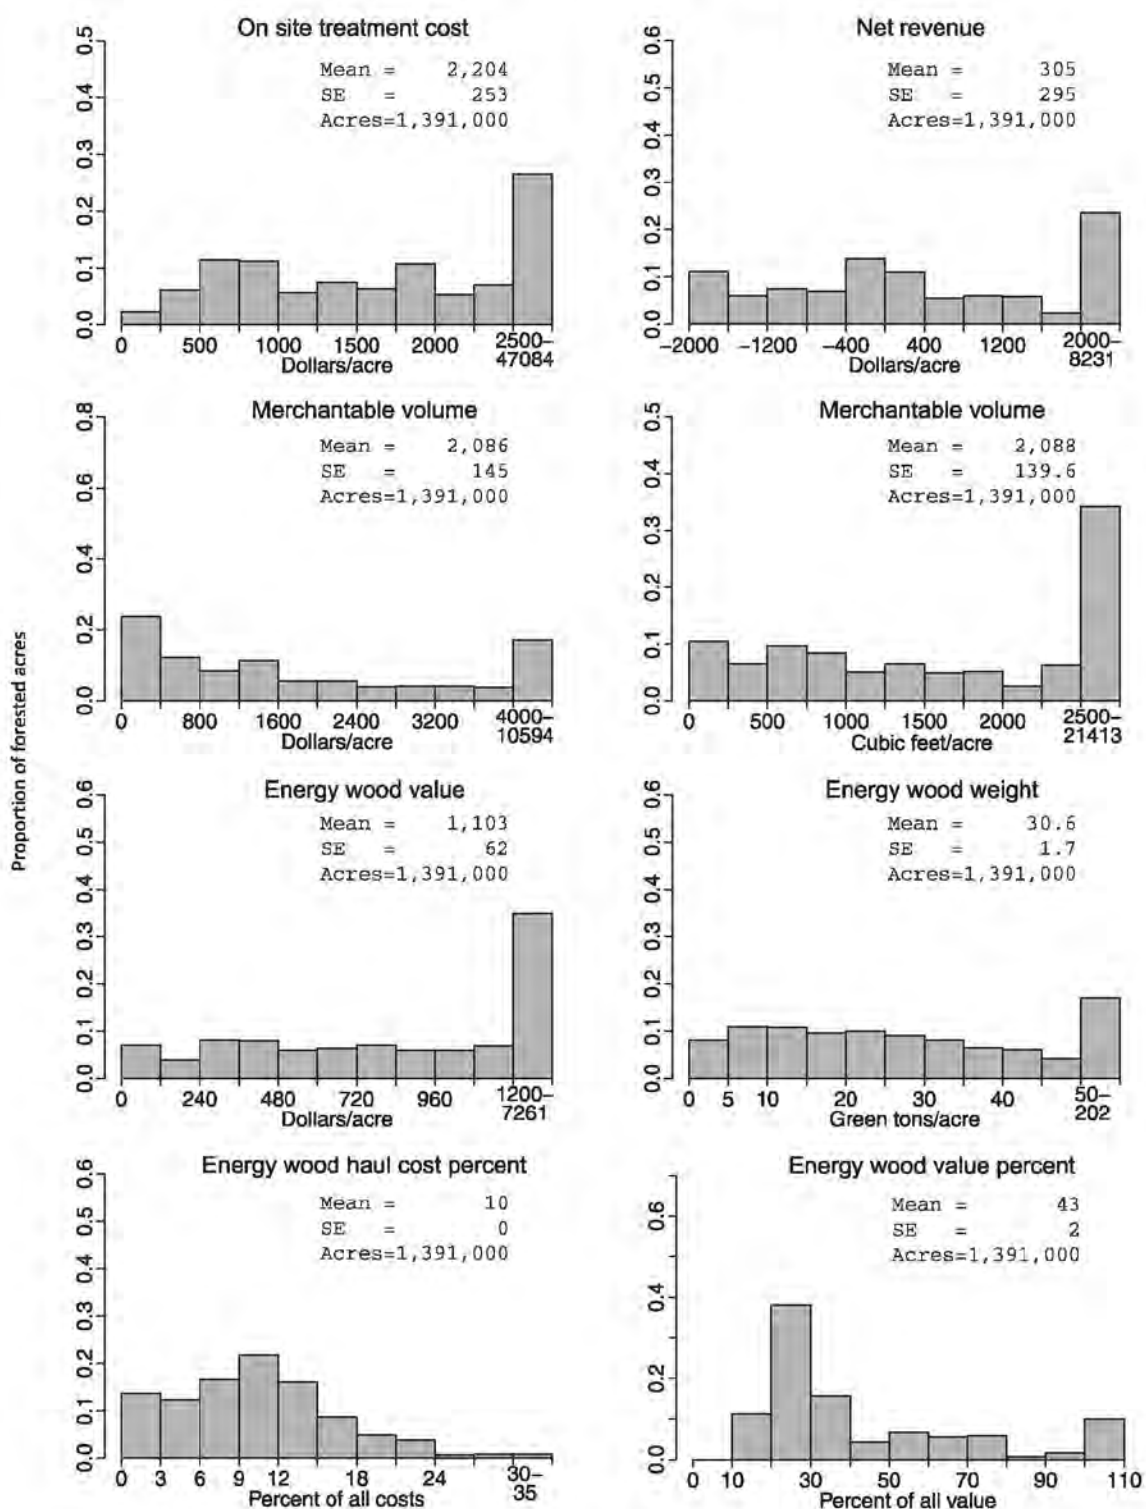 Proportion of forested acres
On site treatment cost
Mean = 2,204
SE = 253
Acres=1,391,000
0.5
0.4
0.3
0.2
0.1
0.0
0 500 1000 1500 2000 2500–
47084
Dollars/acre
Net revenue
Mean = 305
SE = 295
Acres=1,391,000
0.6
0.5
0.4
0.3
0.2
0.1
0.0
−2000 −1200 −400 400 1200 2000–
8231
Dollars/acre
Merchantable volume
Mean = 2,086
SE = 145
Acres=1,391,000
0.8
0.6
0.4
0.2
0.0
0 800 1600 2400 3200 4000–
10594
Dollars/acre
Merchantable volume
Mean = 2,088
SE = 139.6
Acres=1,391,000
0.5
0.4
0.3
0.2
0.1
0.0
0 500 1000 1500 2000 2500–
21413
Cubic feet/acre
Energy wood value
Mean = 1,103
SE = 62
Acres=1,391,000
0.6
0.5
0.4
0.3
0.2
0.1
0.0
0 240 480 720 960 1200–
7261
Dollars/acre
Energy wood weight
Mean = 30.6
SE = 1.7
Acres=1,391,000
0.6
0.5
0.4
0.3
0.2
0.1
0.0
0 5 10 20 30 40 50–
202
Green tons/acre
Energy wood haul cost percent
Mean = 10
SE = 0
Acres=1,391,000
0.6
0.5
0.4
0.3
0.2
0.1
0.0
0 3 6 9 12 18 24 30–
35
Percent of all costs
Energy wood value percent
Mean = 43
SE = 2
Acres=1,391,000
0.6
0.4
0.2
0.0
0 10 30 50 70 90 110
Percent of all value